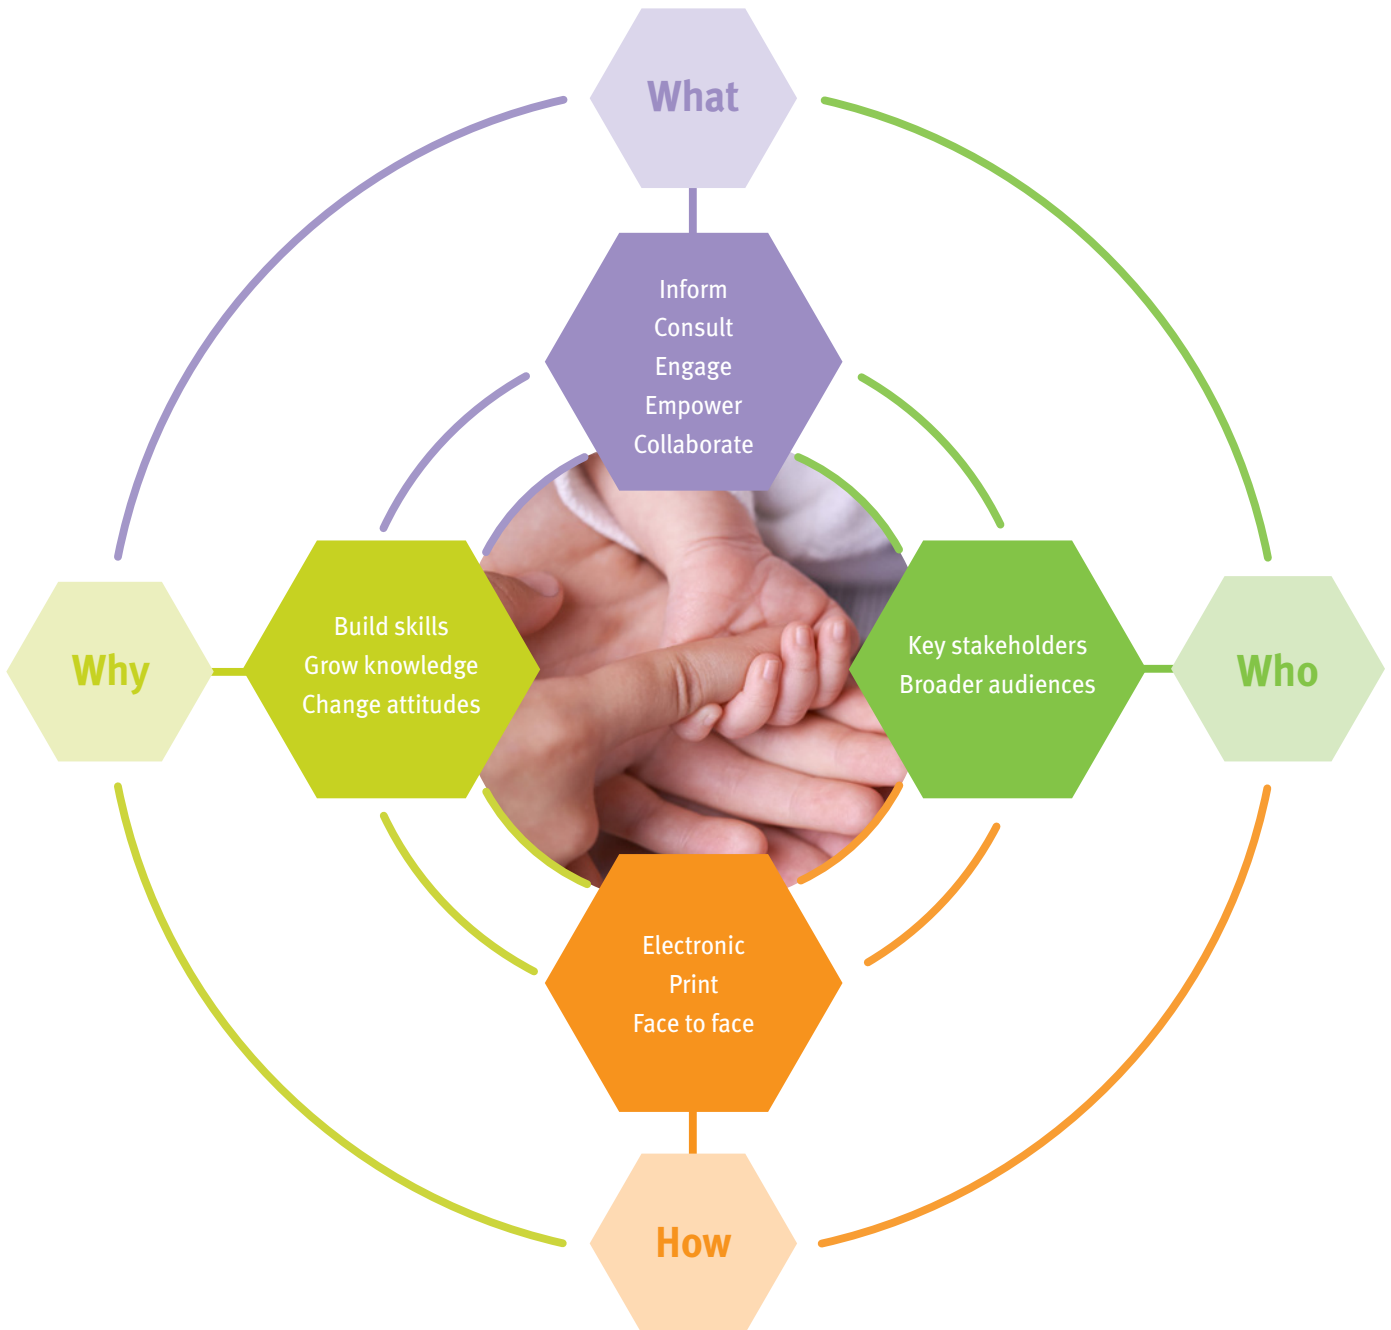 What
Inform
Consult
Engage
Empower
Collaborate
Why
Build skills
Grow knowledge
Change attitudes
Key stakeholders
Broader audiences
Who
Electronic
Print
Face to face
How